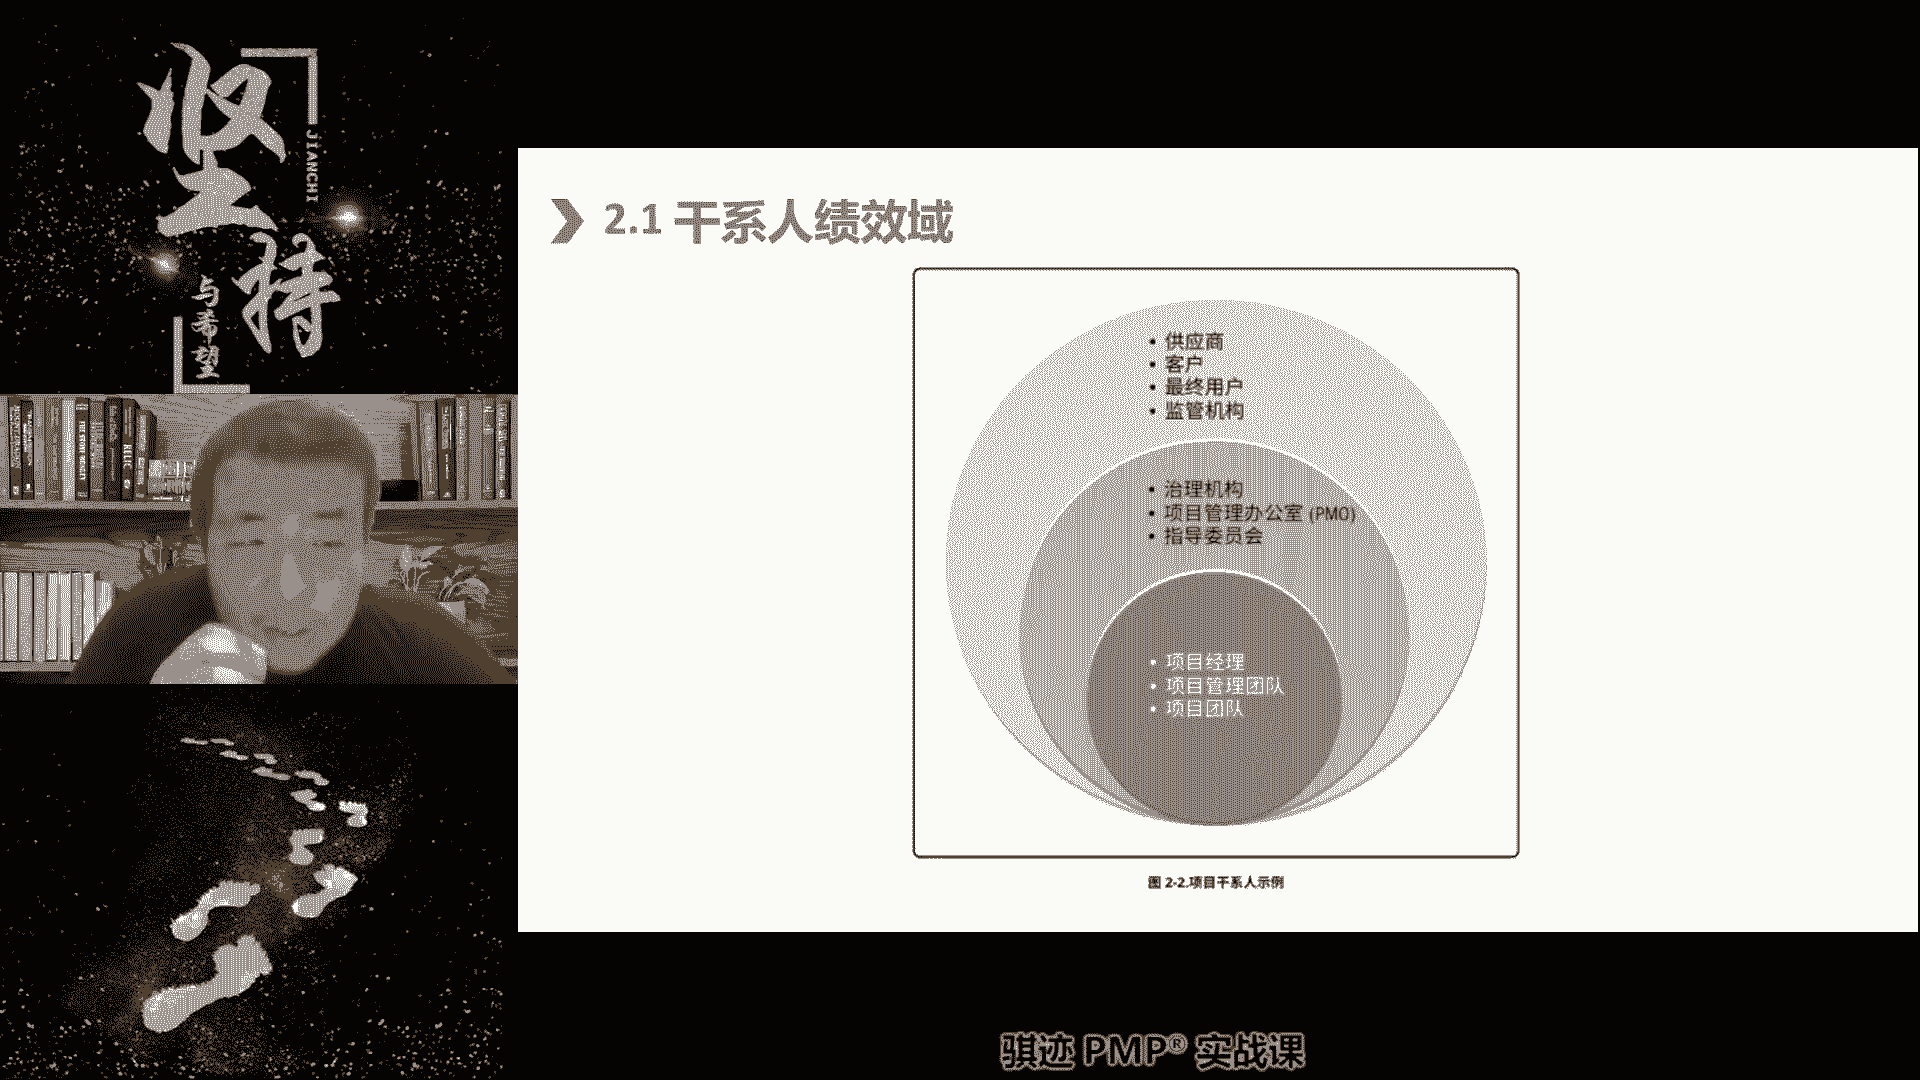 坚持
JIANCHI
与希望
2.1 干系人绩效域
• 供应商
• 客户
• 最终用户
• 监管机构
• 治理机构
• 项目管理办公室 (PMO)
• 指导委员会
• 项目经理
• 项目管理团队
• 项目团队
图 2-2.项目干系人示例
骐迹 PMP® 实战课